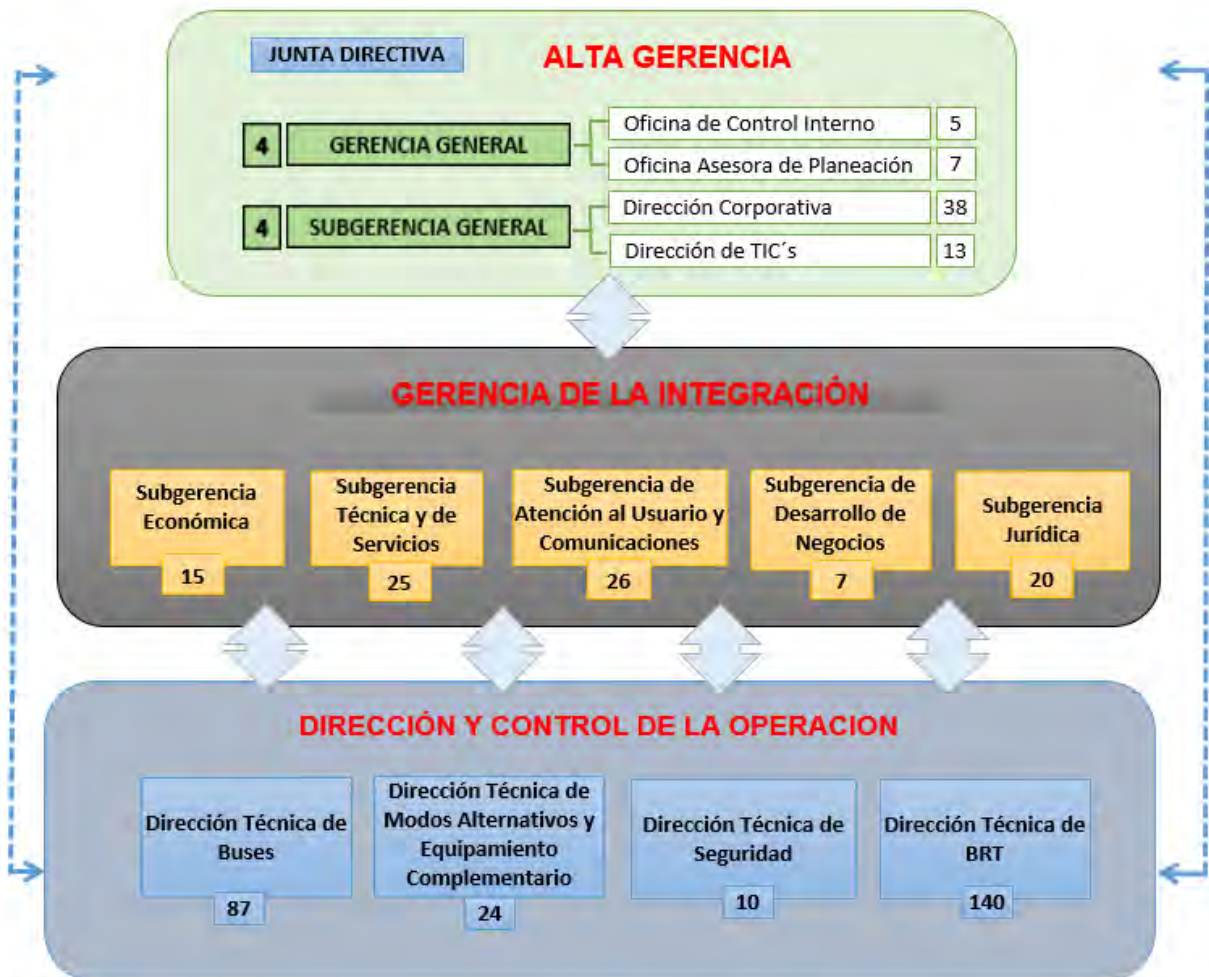 JUNTA DIRECTIVA
ALTA GERENCIA
4
GERENCIA GENERAL
Oficina de Control Interno
5
Oficina Asesora de Planeación
7
4
SUBGERENCIA GENERAL
Dirección Corporativa
38
Dirección de TIC´s
13
GERENCIA DE LA INTEGRACIÓN
Subgerencia
Económica
15
Subgerencia
Técnica y de
Servicios
25
Subgerencia de
Atención al Usuario y
Comunicaciones
26
Subgerencia de
Desarrollo de
Negocios
7
Subgerencia
Jurídica
20
DIRECCIÓN Y CONTROL DE LA OPERACION
Dirección Técnica de
Buses
87
Dirección Técnica de
Modos Alternativos y
Equipamiento
Complementario
24
Dirección Técnica de
Seguridad
10
Dirección Técnica de
BRT
140